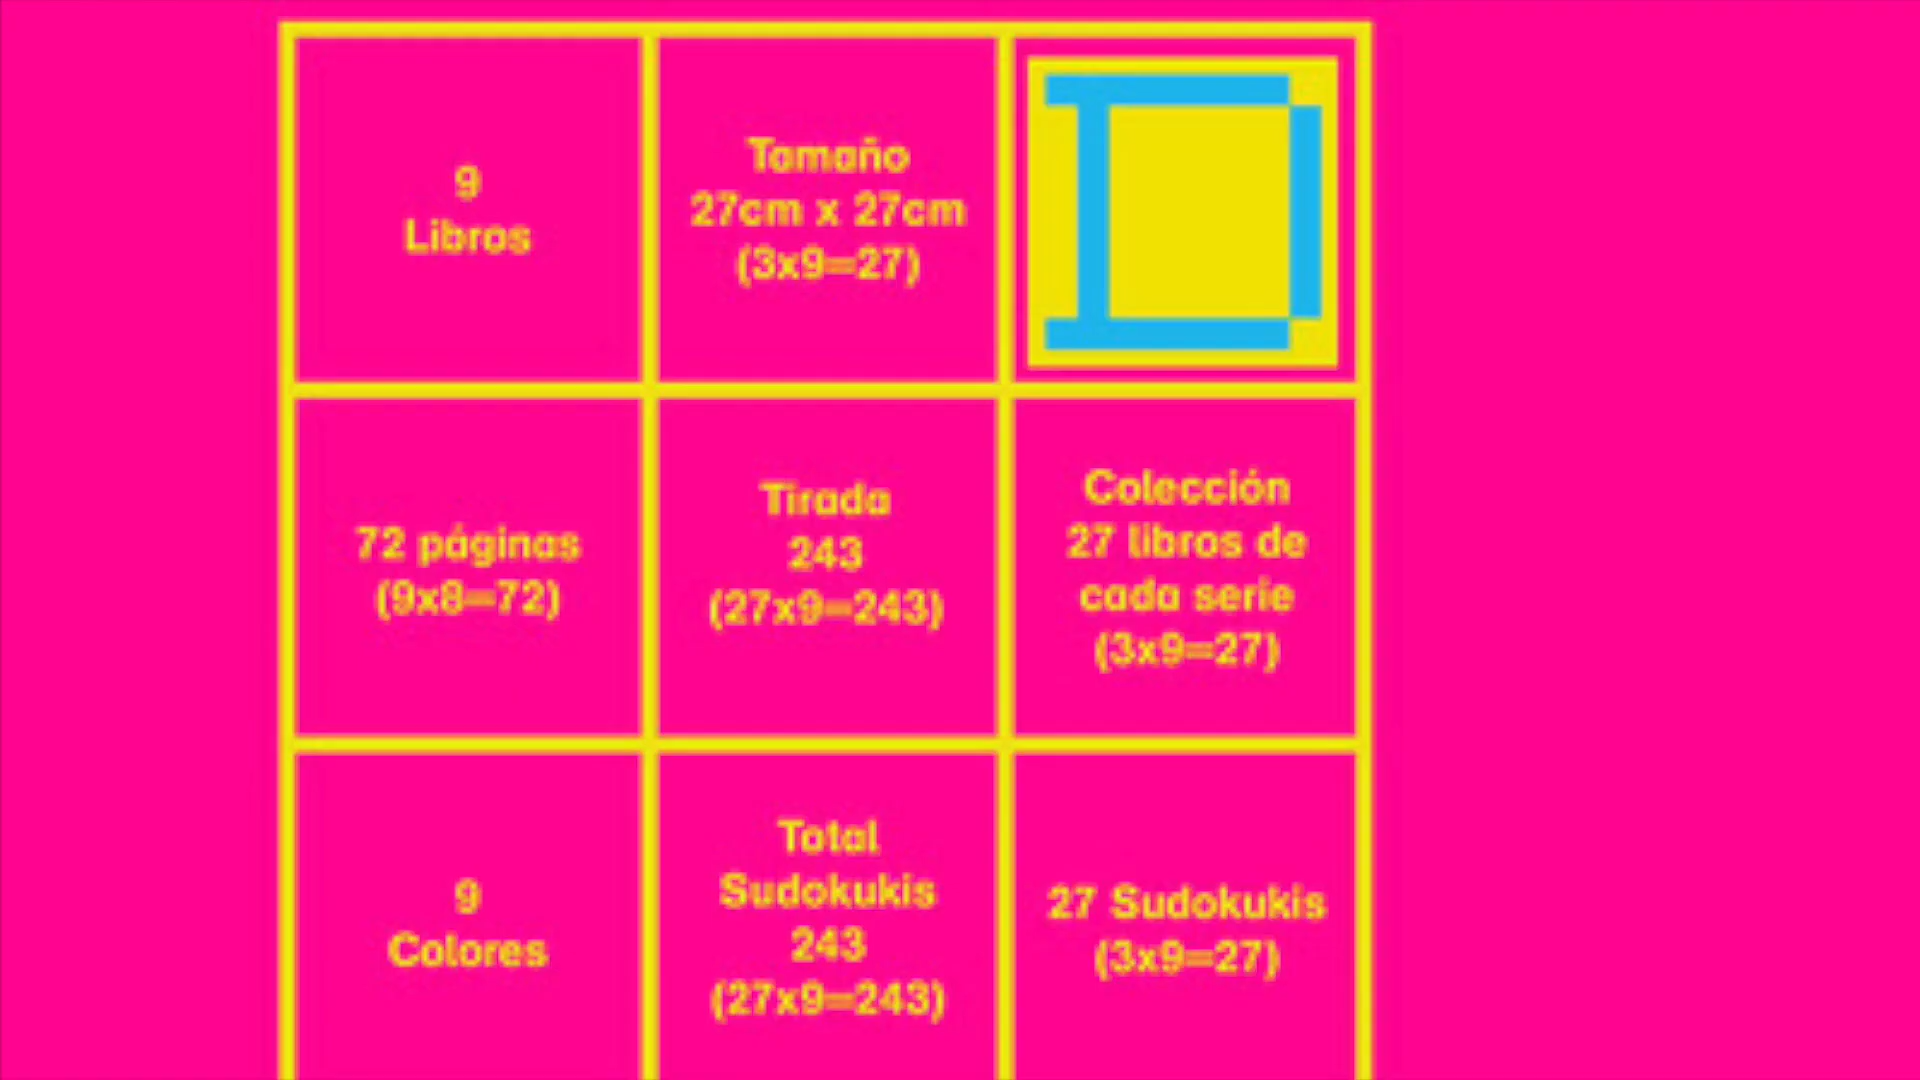 9
Libros
Tamaño
27cm x 27cm
(3x9=27)
D
72 páginas
(9x8=72)
Tirada
243
(27x9=243)
Colección
27 libros de
cada serie
(3x9=27)
9
Colores
Total
Sudokukis
243
(27x9=243)
27 Sudokukis
(3x9=27)